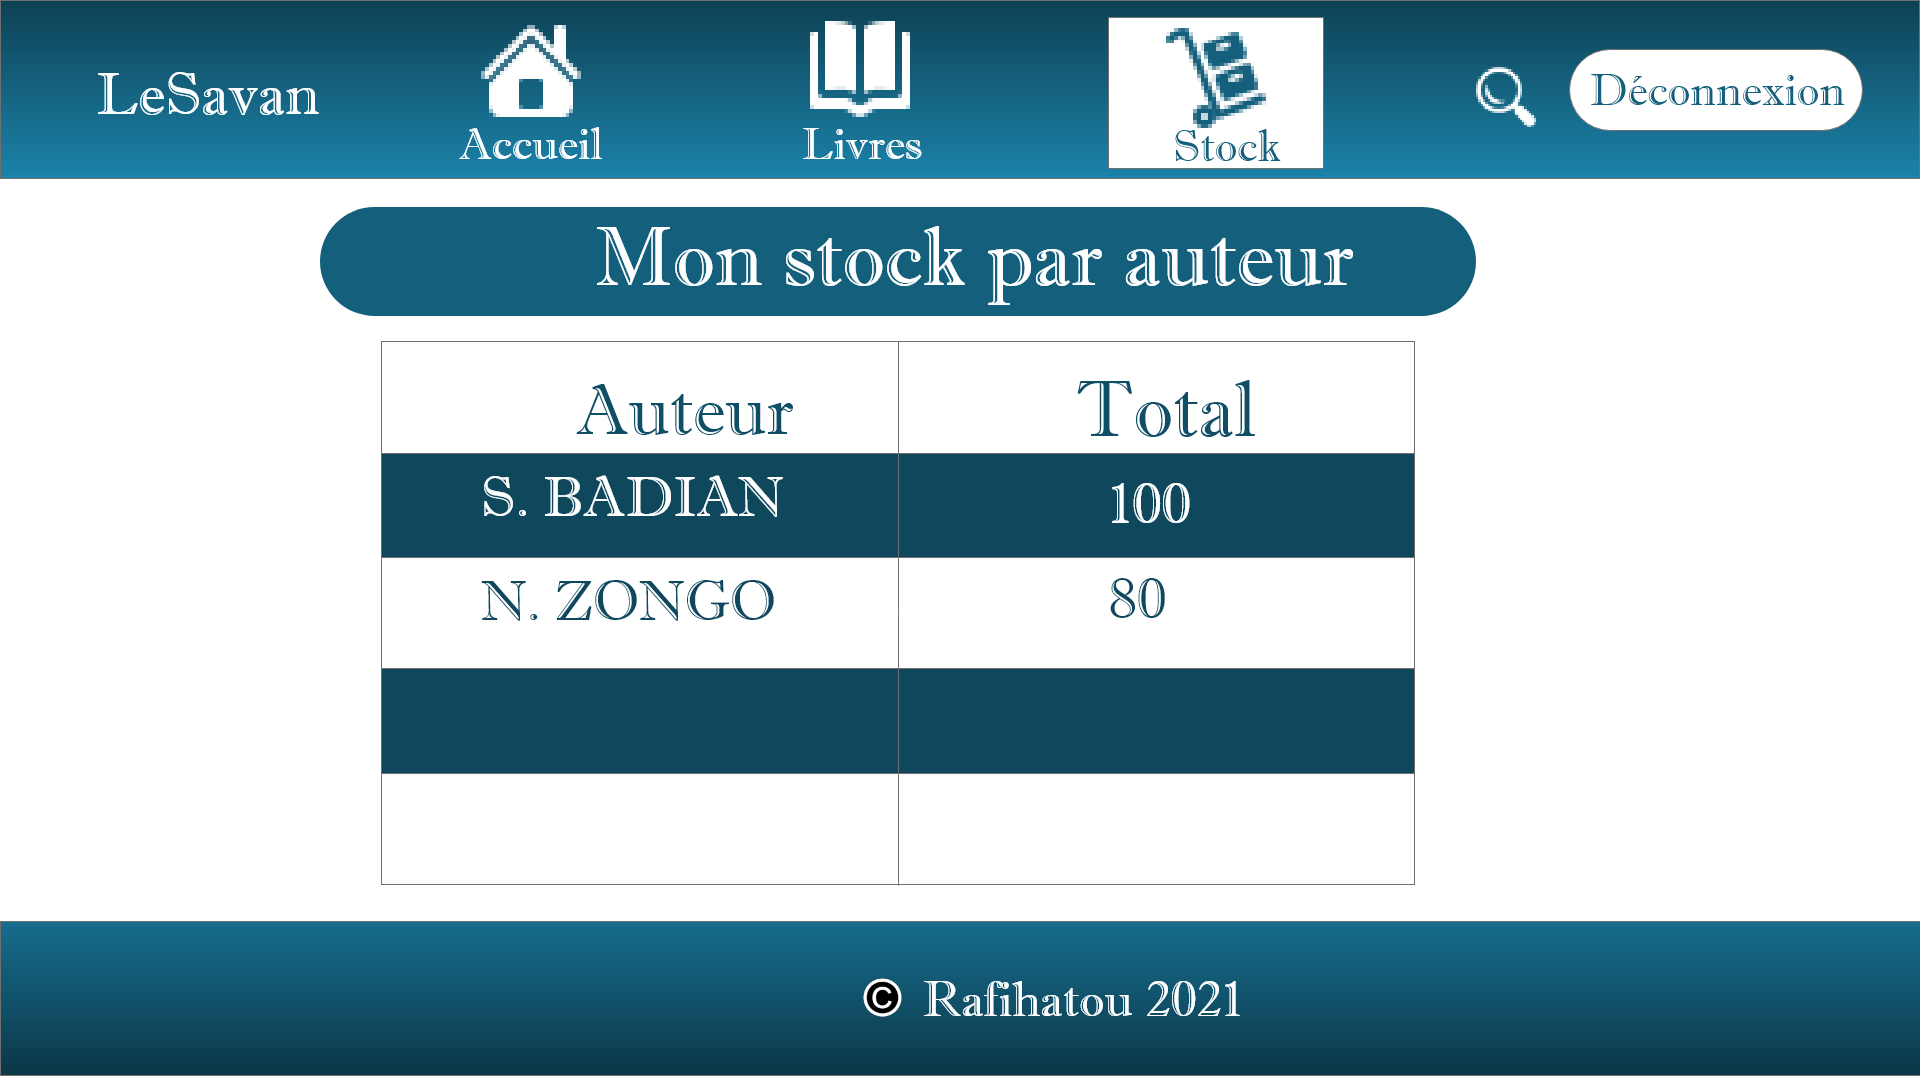 LeSavan
Accueil
Livres
Stock
Déconnexion
Mon stock par auteur
Auteur Total
S. BADIAN 100
N. ZONGO 80
© Rafihatou 2021